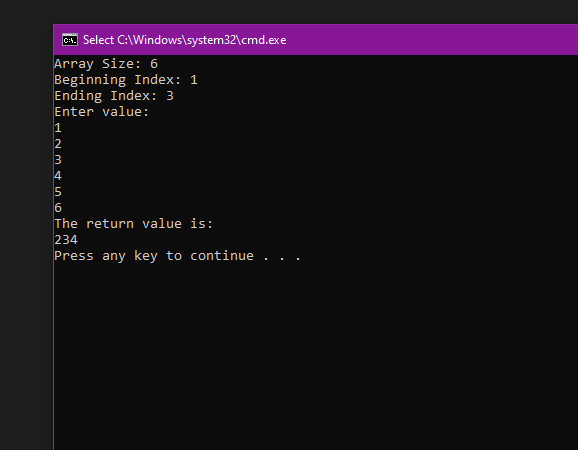 Select C:\Windows\system32\cmd.exe
Array Size: 6
Beginning Index: 1
Ending Index: 3
Enter value:
1
2
3
4
5
6
The return value is:
234
Press any key to continue . . .